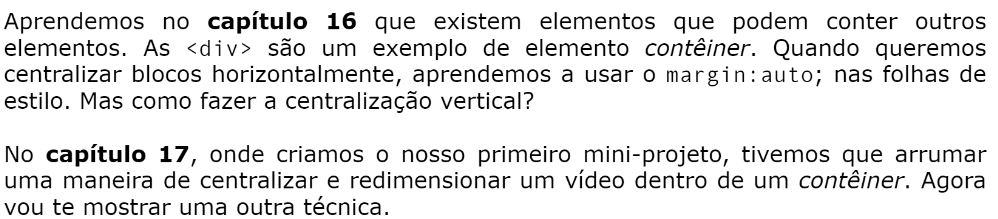 Aprendemos no capítulo 16 que existem elementos que podem conter outros
elementos. As <div> são um exemplo de elemento contêiner. Quando queremos
centralizar blocos horizontalmente, aprendemos a usar o margin:auto; nas folhas de
estilo. Mas como fazer a centralização vertical?
No capítulo 17, onde criamos o nosso primeiro mini-projeto, tivemos que arrumar
uma maneira de centralizar e redimensionar um vídeo dentro de um contêiner. Agora
vou te mostrar uma outra técnica.